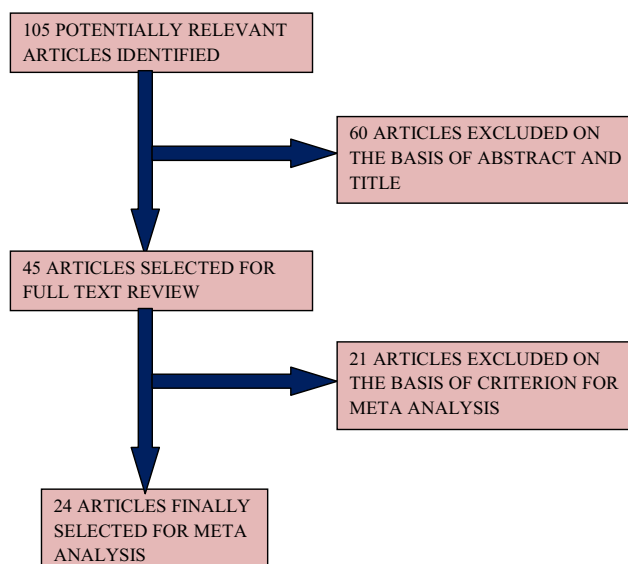 105 POTENTIALLY RELEVANT
ARTICLES IDENTIFIED
60 ARTICLES EXCLUDED ON
THE BASIS OF ABSTRACT AND
TITLE
45 ARTICLES SELECTED FOR
FULL TEXT REVIEW
21 ARTICLES EXCLUDED ON
THE BASIS OF CRITERION FOR
META ANALYSIS
24 ARTICLES FINALLY
SELECTED FOR META
ANALYSIS